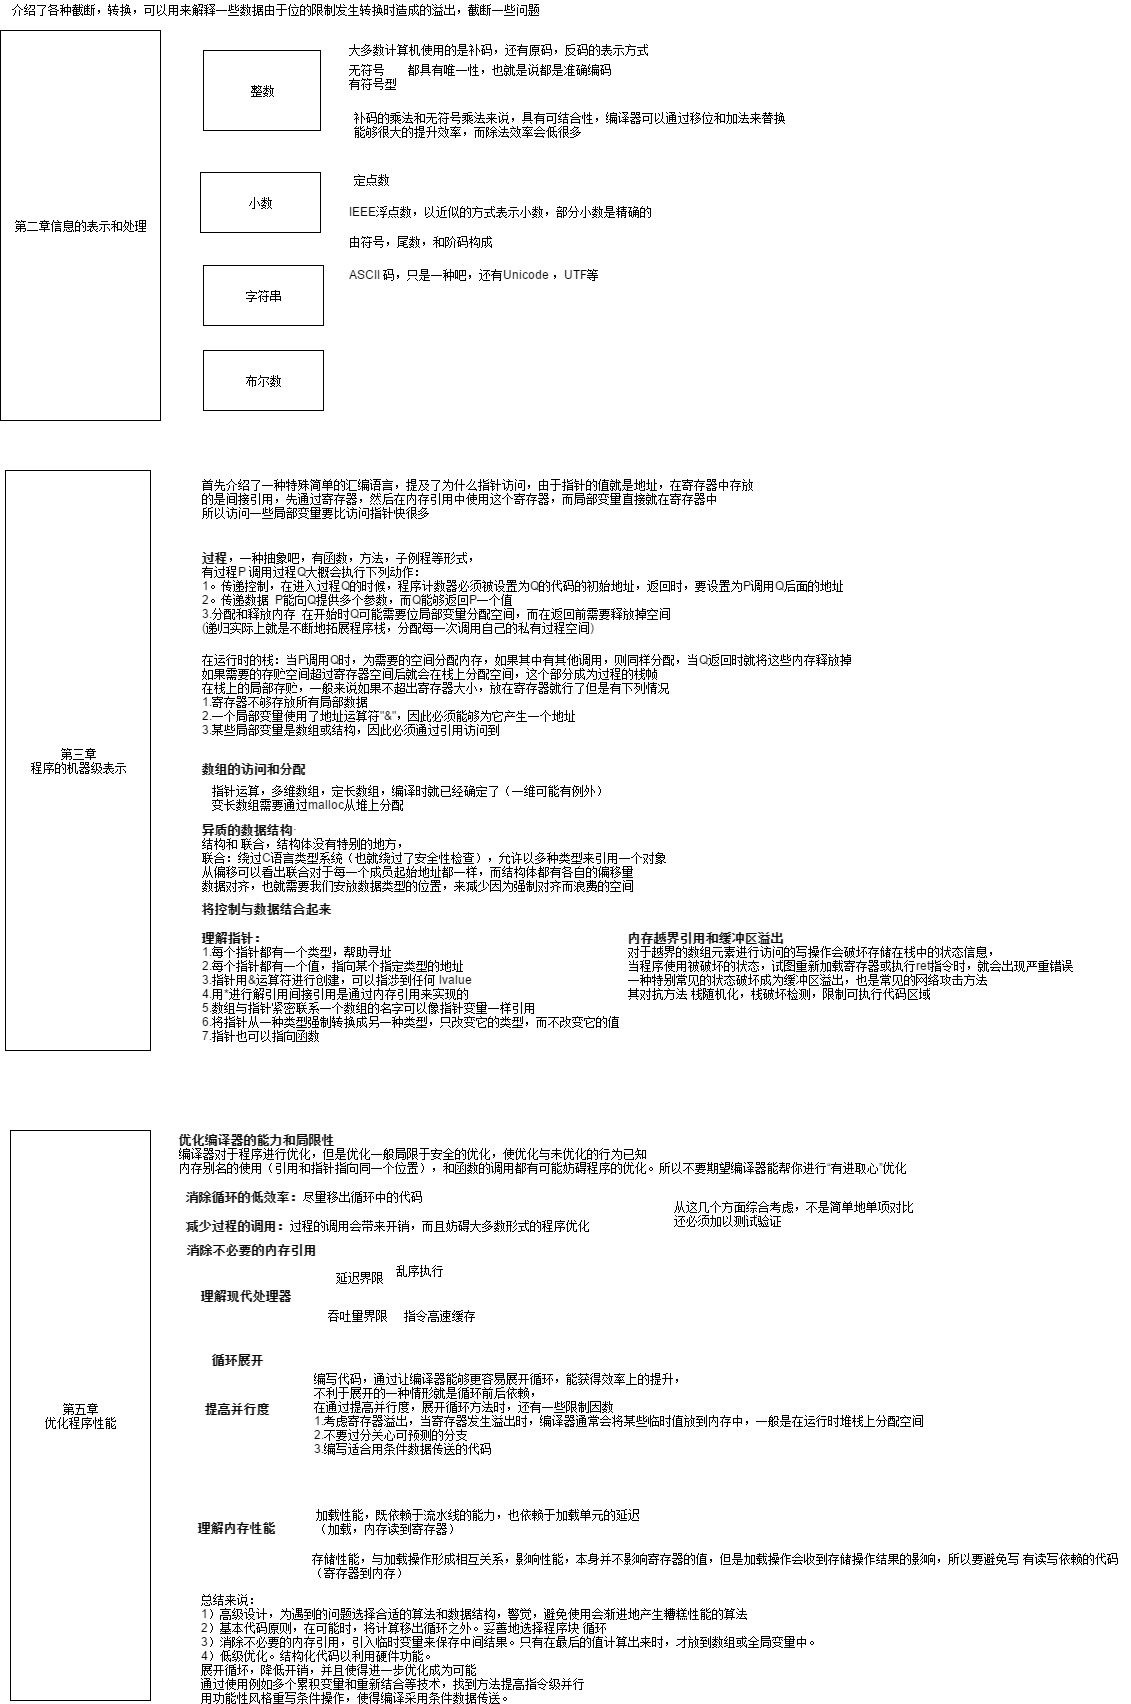 介绍了各种截断，转换，可以用来解释一些数据由于位的限制发生转换时造成的溢出，截断一些问题
第二章信息的表示和处理
整数
大多数计算机使用的是补码，还有原码，反码的表示方式
无符号 都具有唯一性，也就是说都是准确编码
有符号型
补码的乘法和无符号乘法来说，具有可结合性，编译器可以通过移位和加法来替换
能够很大的提升效率，而除法效率会低很多
小数
定点数
IEEE浮点数，以近似的方式表示小数，部分小数是精确的
由符号，尾数，和阶码构成
字符串
ASCII 码，只是一种吧，还有Unicode ，UTF等
布尔数
第三章
程序的机器级表示
首先介绍了一种特殊简单的汇编语言，提及了为什么指针访问，由于指针的值就是地址，在寄存器中存放
的是间接引用，先通过寄存器，然后在内存引用中使用这个寄存器，而局部变量直接就在寄存器中
所以访问一些局部变量要比访问指针快很多
过程，一种抽象吧，有函数，方法，子例程等形式，
有过程P 调用过程Q大概会执行下列动作：
1。传递控制，在进入过程Q的时候，程序计数器必须被设置为Q的代码的初始地址，返回时，要设置为P调用Q后面的地址
2。传递数据 P能向Q提供多个参数，而Q能够返回P一个值
3.分配和释放内存 在开始时Q可能需要位局部变量分配空间，而在返回前需要释放掉空间
(递归实际上就是不断地拓展程序栈，分配每一次调用自己的私有过程空间)
在运行时的栈：当P调用Q时，为需要的空间分配内存，如果其中有其他调用，则同样分配，当Q返回时就将这些内存释放掉
如果需要的存贮空间超过寄存器空间后就会在栈上分配空间，这个部分成为过程的栈帧
在栈上的局部存贮，一般来说如果不超出寄存器大小，放在寄存器就行了但是有下列情况
1.寄存器不够存放所有局部数据
2.一个局部变量使用了地址运算符"&"，因此必须能够为它产生一个地址
3.某些局部变量是数组或结构，因此必须通过引用访问到
数组的访问和分配
指针运算，多维数组，定长数组，编译时就已经确定了（一维可能有例外）
变长数组需要通过malloc从堆上分配
异质的数据结构·
结构和 联合，结构体没有特别的地方，
联合：绕过C语言类型系统（也就绕过了安全性检查），允许以多种类型来引用一个对象
从偏移可以看出联合对于每一个成员起始地址都一样，而结构体都有各自的偏移量
数据对齐，也就需要我们安放数据类型的位置，来减少因为强制对齐而浪费的空间
将控制与数据结合起来
理解指针：
1.每个指针都有一个类型，帮助寻址
2.每个指针都有一个值，指向某个指定类型的地址
3.指针用&运算符进行创建，可以指涉到任何 lvalue
4.用*进行解引用间接引用是通过内存引用来实现的
5.数组与指针紧密联系一个数组的名字可以像指针变量一样引用
6.将指针从一种类型强制转换成另一种类型，只改变它的类型，而不改变它的值
7.指针也可以指向函数
内存越界引用和缓冲区溢出
对于越界的数组元素进行访问的写操作会破坏存储在栈中的状态信息，
当程序使用被破坏的状态，试图重新加载寄存器或执行ret指令时，就会出现严重错误
一种特别常见的状态破坏成为缓冲区溢出，也是常见的网络攻击方法
其对抗方法 栈随机化，栈破坏检测，限制可执行代码区域
第五章
优化程序性能
优化编译器的能力和局限性
编译器对于程序进行优化，但是优化一般局限于安全的优化，使优化与未优化的行为已知
内存别名的使用（引用和指针指向同一个位置），和函数的调用都有可能妨碍程序的优化。所以不要期望编译器能帮你进行“有进取心”优化
消除循环的低效率：尽量移出循环中的代码
减少过程的调用：过程的调用会带来开销，而且妨碍大多数形式的程序优化
从这几个方面综合考虑，不是简单地单项对比
还必须加以测试验证
消除不必要的内存引用
理解现代处理器
延迟界限 乱序执行
吞吐量界限 指令高速缓存
循环展开
提高并行度
编写代码，通过让编译器能够更容易展开循环，能获得效率上的提升，
不利于展开的一种情形就是循环前后依赖，
在通过提高并行度，展开循环方法时，还有一些限制因数
1.考虑寄存器溢出，当寄存器发生溢出时，编译器通常会将某些临时值放到内存中，一般是在运行时堆栈上分配空间
2.不要过分关心可预测的分支
3.编写适合用条件数据传送的代码
理解内存性能
加载性能，既依赖于流水线的能力，也依赖于加载单元的延迟
（加载，内存读到寄存器）
存储性能，与加载操作形成相互关系，影响性能，本身并不影响寄存器的值，但是加载操作会收到存储操作结果的影响，所以要避免写 有读写依赖的代码
（寄存器到内存）
总结来说：
1）高级设计，为遇到的问题选择合适的算法和数据结构，警觉，避免使用会渐进地产生糟糕性能的算法
2）基本代码原则，在可能时，将计算移出循环之外。妥善地选择程序块 循环
3）消除不必要的内存引用，引入临时变量来保存中间结果。只有在最后的值计算出来时，才放到数组或全局变量中。
4）低级优化。结构化代码以利用硬件功能。
展开循坏，降低开销，并且使得进一步优化成为可能
通过使用例如多个累积变量和重新结合等技术，找到方法提高指令级并行
用功能性风格重写条件操作，使得编译采用条件数据传送。